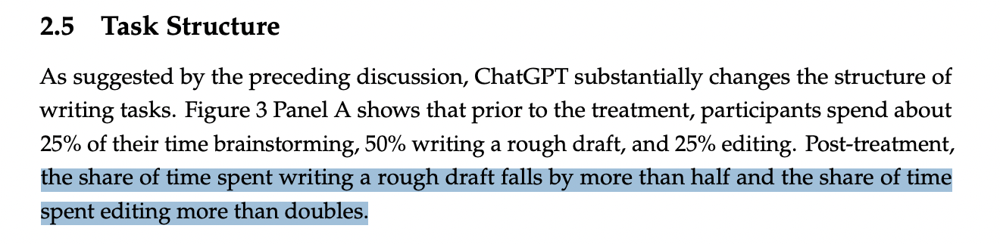 2.5 Task Structure
As suggested by the preceding discussion, ChatGPT substantially changes the structure of
writing tasks. Figure 3 Panel A shows that prior to the treatment, participants spend about
25% of their time brainstorming, 50% writing a rough draft, and 25% editing. Post-treatment,
the share of time spent writing a rough draft falls by more than half and the share of time
spent editing more than doubles.